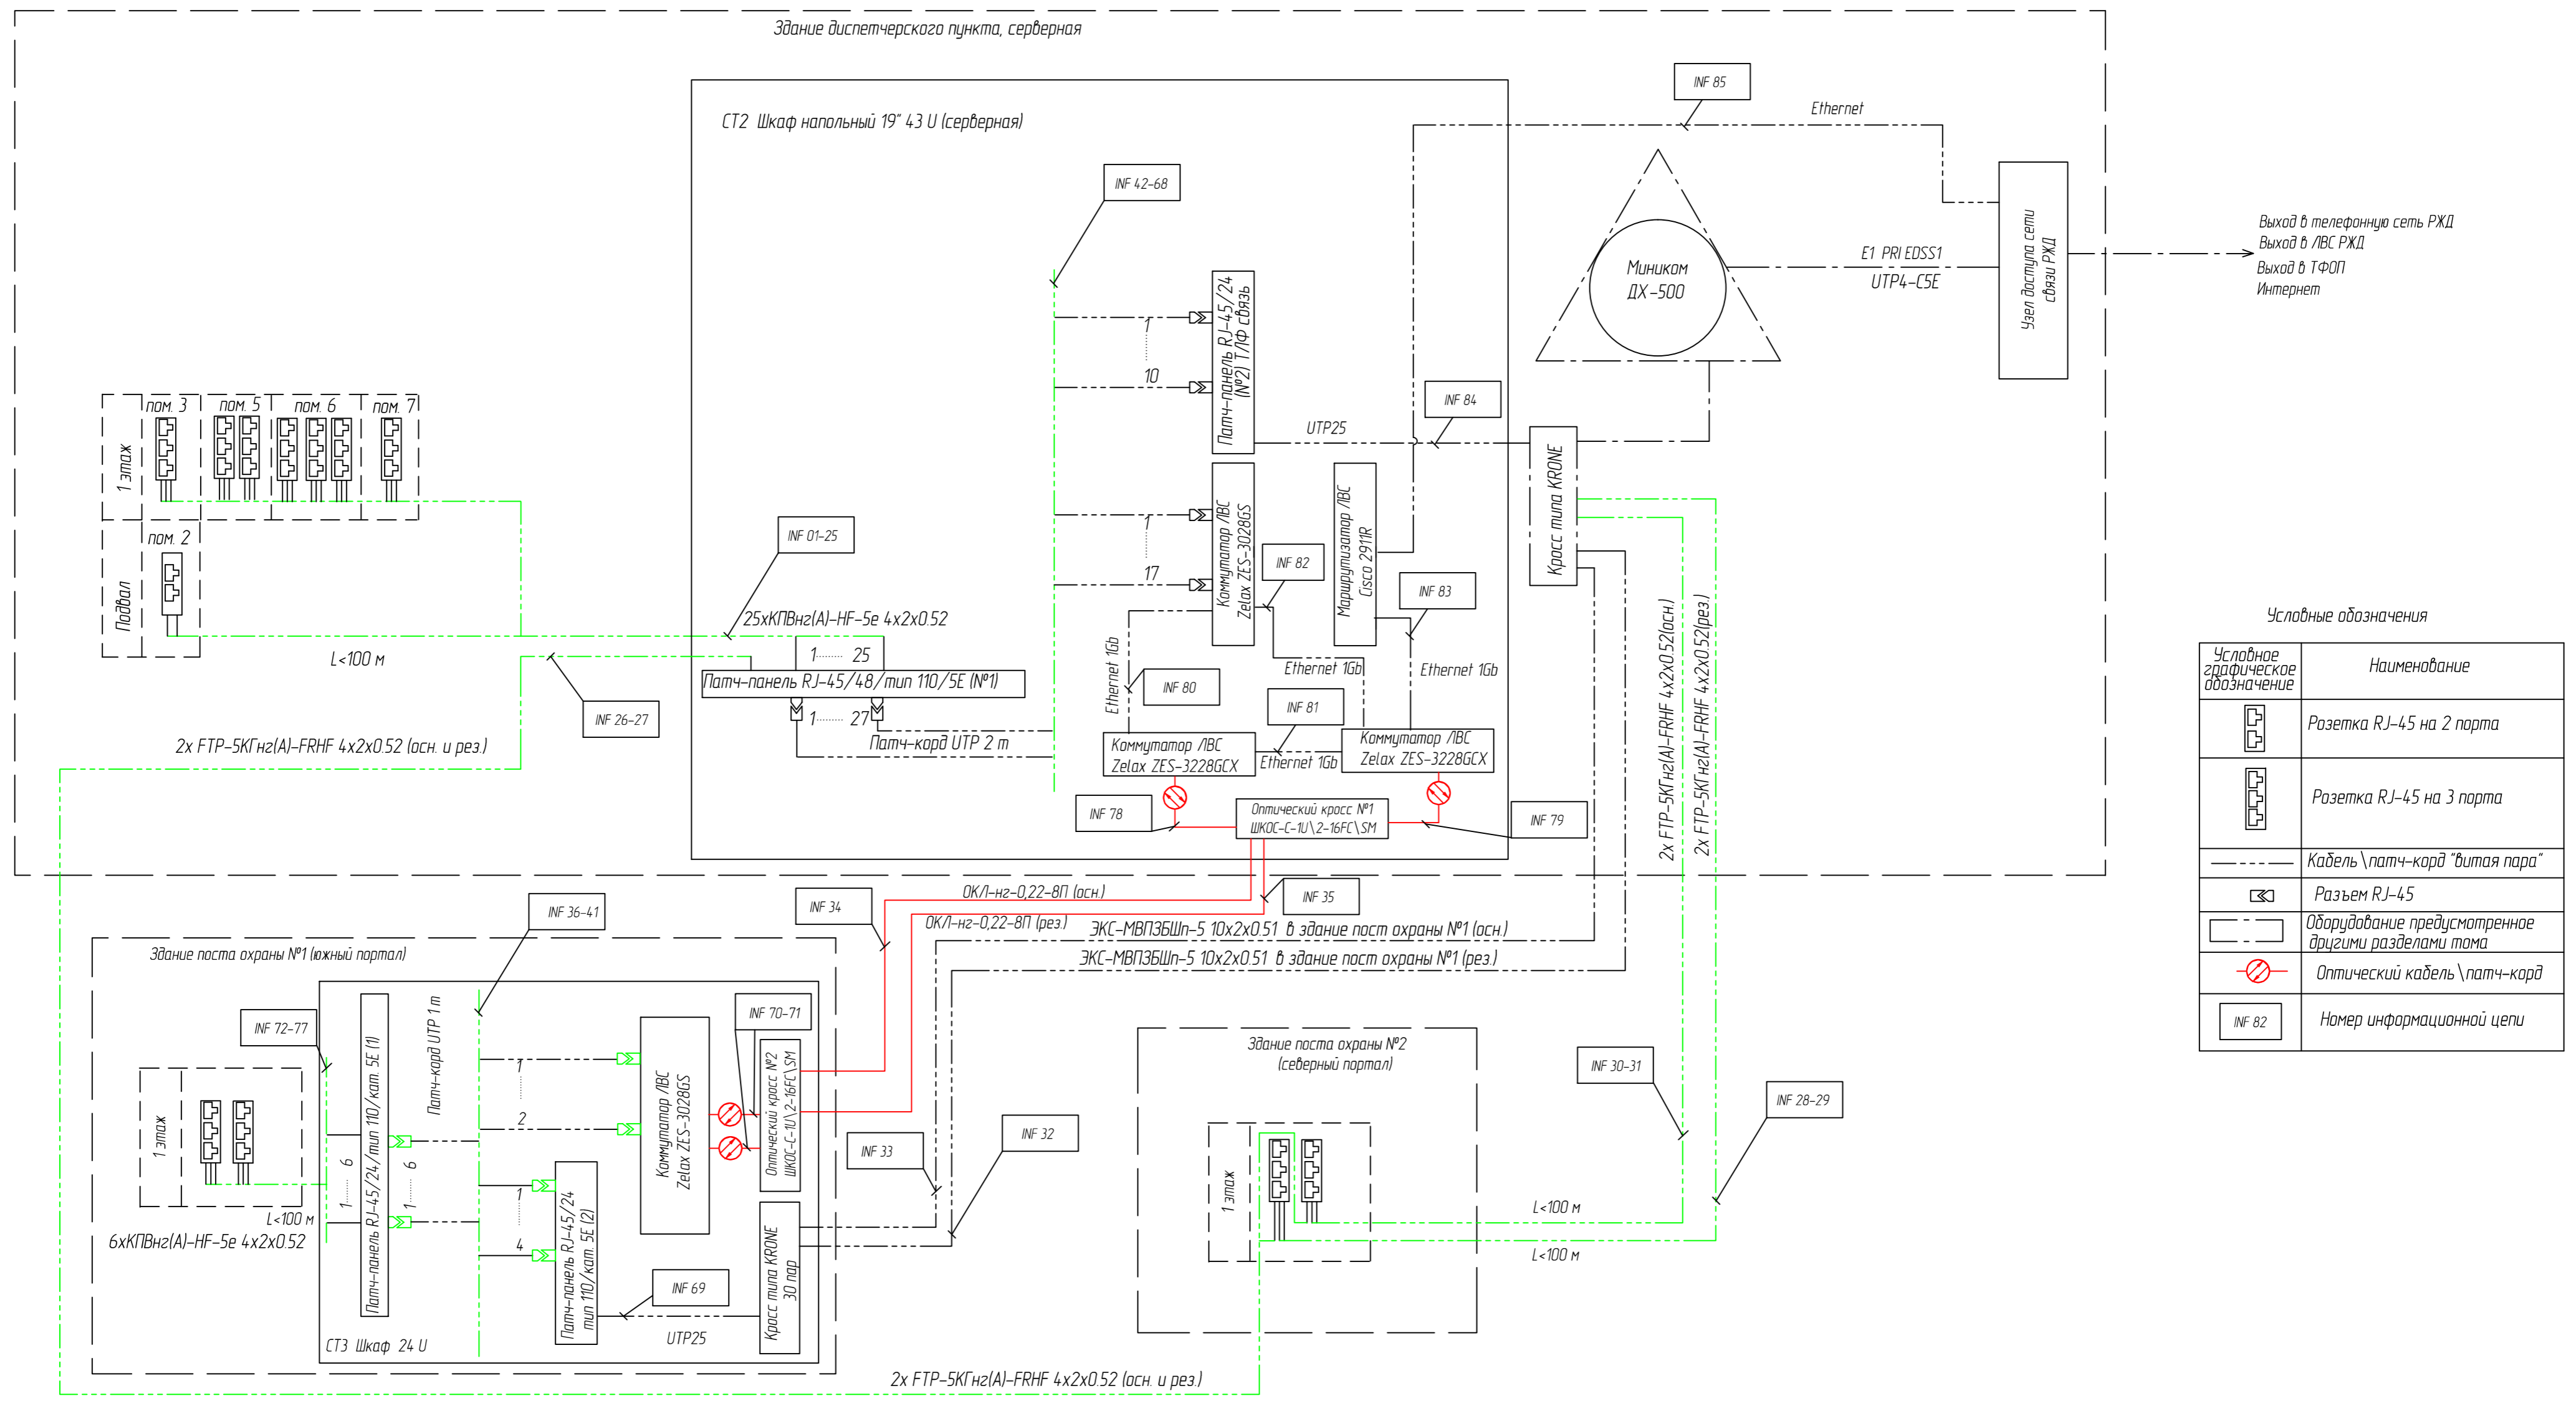 Здание диспетчерского пункта, серверная
СТ2 Шкаф напольный 19" 43 U (серверная)
INF 85
Ethernet
INF 42-68
Выход в телефонную сеть РЖД
Выход в ЛВС РЖД
Выход в ТФОП
Интернет
Узел доступа сети
связи РЖД
E1 PRI EDSS1
UTP4-C5E
Миником
ДХ-500
Патч-панель RJ-45/24
(№2) Т/ЛФ связь
1
10
INF 84
UTP25
Кросс типа KRONE
1 этаж
пом. 3
пом. 5
пом. 6
пом. 7
Подвал
пом. 2
L<100 м
INF 01-25
25хКПВнг(А)-HF-5е 4х2х0.52
1
25
Патч-панель RJ-45/48/тип 110/5Е (№1)
1
27
Патч-корд UTP 2 m
INF 26-27
2х FTP-5КГнг(А)-FRHF 4х2х0.52 (осн. и рез.)
1
17
Коммутатор ЛВС
Zelax ZES-3028GS
INF 82
Маршрутизатор ЛВС
Cisco 2911R
INF 83
Ethernet 1Gb
Ethernet 1Gb
Ethernet 1Gb
INF 80
INF 81
Коммутатор ЛВС
Zelax ZES-3228GCX
Ethernet 1Gb
Коммутатор ЛВС
Zelax ZES-3228GCX
INF 78
Оптический кросс №1
ШКОС-С-1U\2-16FC\SM
INF 79
2х FTP-5КГнг(А)-FRHF 4х2х0.52(осн.)
2х FTP-5КГнг(А)-FRHF 4х2х0.52(рез.)
Условные обозначения
Условное
графическое
обозначение
Наименование
Розетка RJ-45 на 2 порта
Розетка RJ-45 на 3 порта
Кабель\патч-корд "витая пара"
Разъем RJ-45
Оборудование предусмотренное
другими разделами тома
Оптический кабель\патч-корд
INF 82
Номер информационной цепи
INF 34
ОКЛ-нг-0,22-8П (осн.)
INF 35
ОКЛ-нг-0,22-8П (рез.)
ЭКС-МВПЗБШп-5 10х2х0.51 в здание пост охраны №1 (осн.)
ЭКС-МВПЗБШп-5 10х2х0.51 в здание пост охраны №1 (рез.)
INF 36-41
Здание поста охраны №1 (южный портал)
INF 72-77
1 этаж
L<100 м
6хКПВнг(А)-HF-5е 4х2х0.52
1
6
Патч-панель RJ-45/24/тип 110/кат. 5Е (1)
1
6
Патч-корд UTP 1 m
1
2
1
4
Коммутатор ЛВС
Zelax ZES-3028GS
INF 70-71
Оптический кросс №2
ШКОС-С-1U\2-16FC\SM
Патч-панель RJ-45/24
тип 110/кат. 5Е (2)
INF 69
UTP25
Кросс типа KRONE
30 пар
СТ3 Шкаф 24 U
INF 33
INF 32
Здание поста охраны №2
(северный портал)
1 этаж
INF 30-31
INF 28-29
L<100 м
L<100 м
2х FTP-5КГнг(А)-FRHF 4х2х0.52 (осн. и рез.)